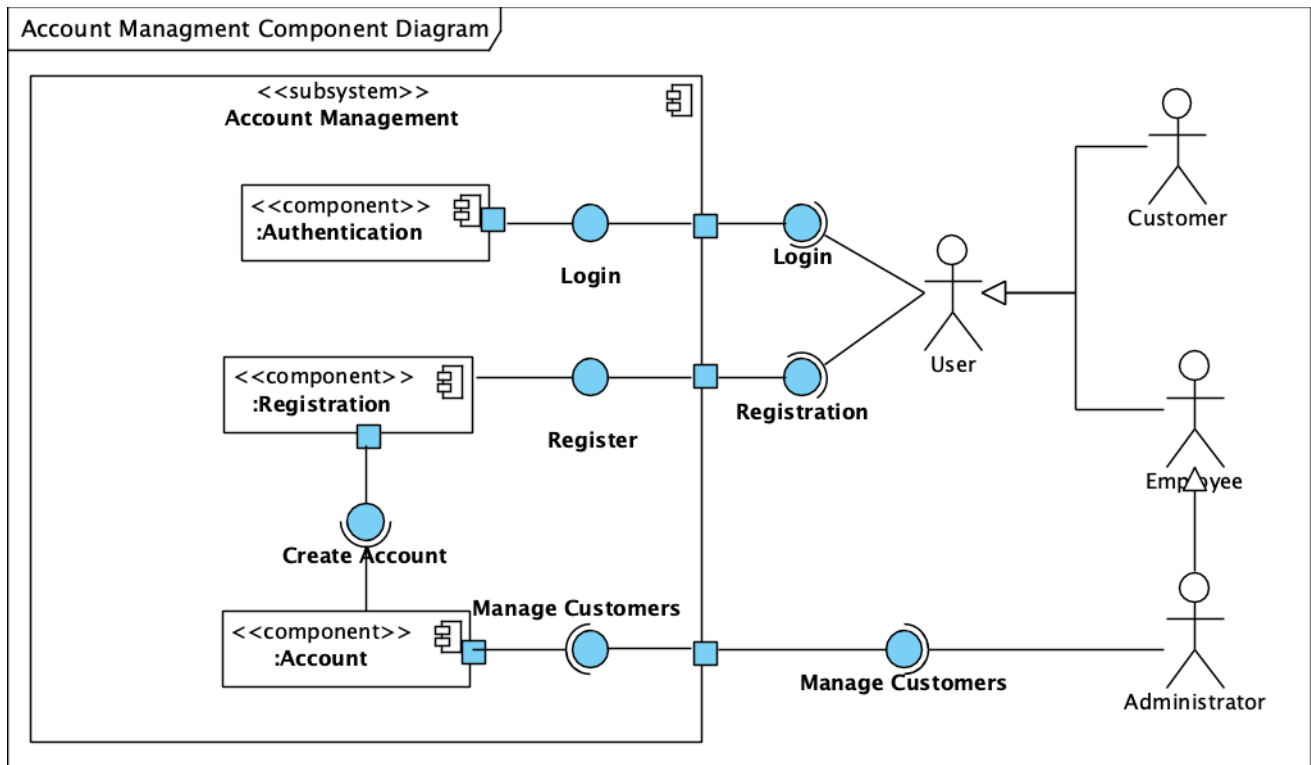 Account Managment Component Diagram
<<subsystem>>
Account Management
<<component>>
:Authentication
Login
Login
Customer
User
<<component>>
:Registration
Register
Registration
Employee
Create Account
<<component>>
:Account
Manage Customers
Manage Customers
Administrator